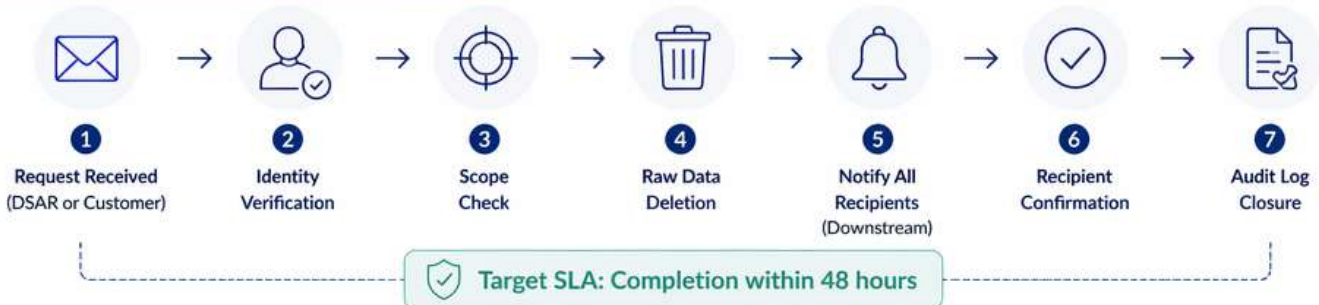 1
Request Received
(DSAR or Customer)
2
Identity
Verification
3
Scope
Check
4
Raw Data
Deletion
5
Notify All
Recipients
(Downstream)
6
Recipient
Confirmation
7
Audit Log
Closure
Target SLA: Completion within 48 hours